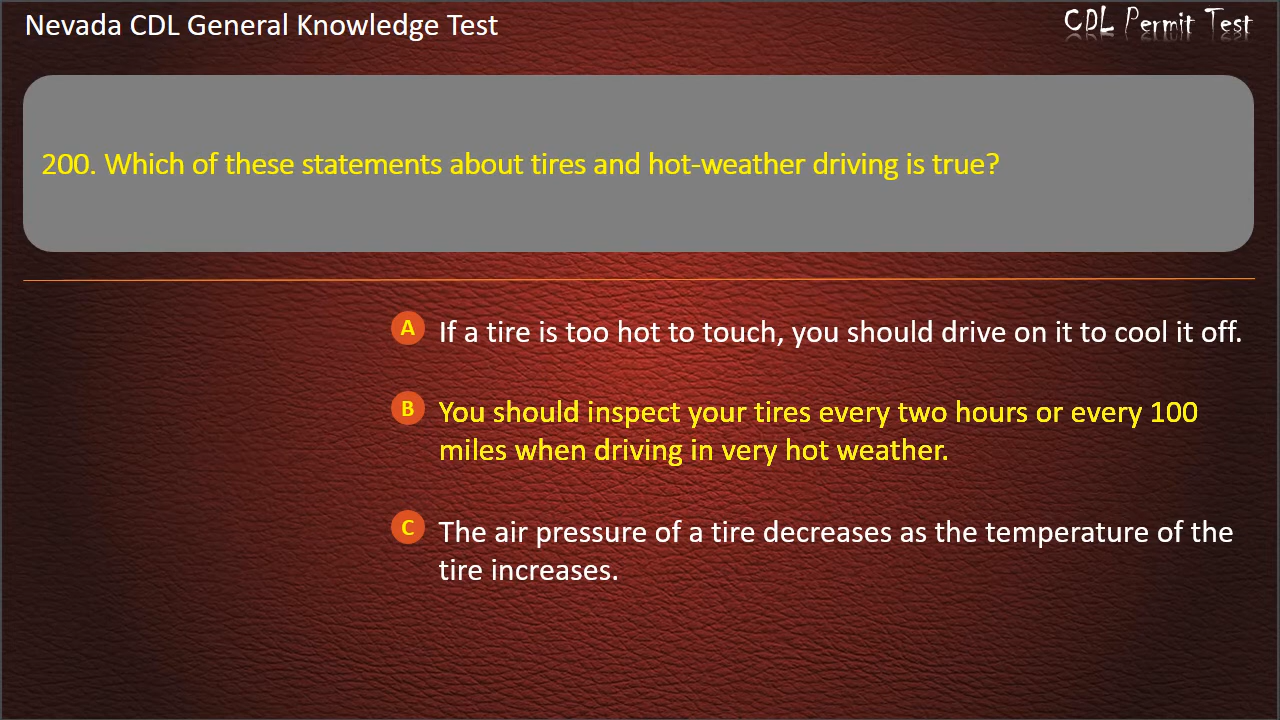 Nevada CDL General Knowledge Test
CDL Permit Test
200. Which of these statements about tires and hot-weather driving is true?
A If a tire is too hot to touch, you should drive on it to cool it off.
B You should inspect your tires every two hours or every 100
miles when driving in very hot weather.
C The air pressure of a tire decreases as the temperature of the
tire increases.